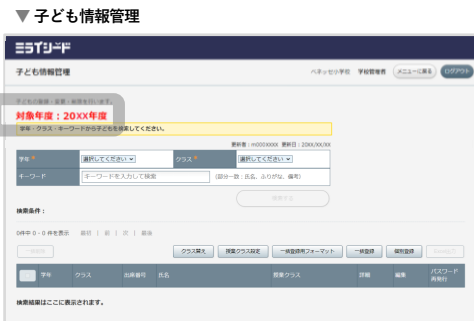 ▼ 子ども情報管理
ミライシード
子ども情報管理
ベネッセ小学校 学校管理者 メニューに戻る ログアウト
子どもの登録・変更・削除を行います。
対象年度：20XX年度
学年・クラス・キーワードから子どもを検索してください。
更新者：m000XXXX 更新日：20XX/XX/XX
学年 * 選択してください クラス * 選択してください
キーワード キーワードを入力して検索 (部分一致：氏名、ふりがな、備考)
検索する
検索条件：
0件中 0 - 0 件を表示 最初 | 前 | 次 | 最後
クラス替え 授業クラス設定 一括登録用フォーマット 一括登録 個別登録
学年 クラス 出席番号 氏名 授業クラス 詳細 編集 パスワード
再発行
検索結果はここに表示されます。